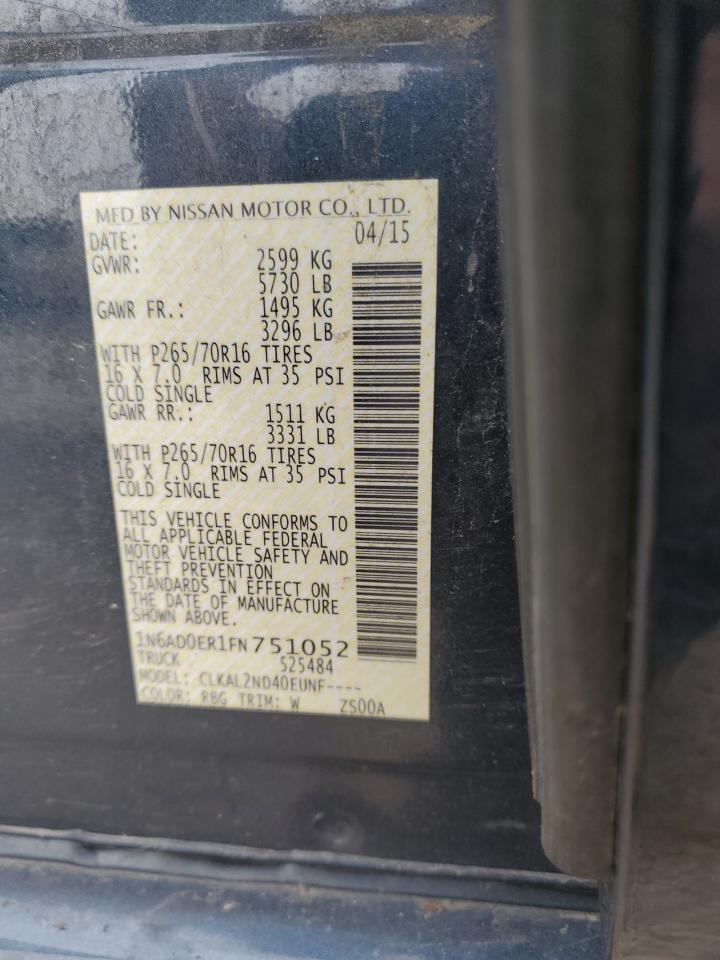 MFD BY NISSAN MOTOR CO., LTD.
DATE: 04/15
GVWR: 2599 KG
5730 LB
GAWR FR.: 1495 KG
3296 LB
WITH P265/70R16 TIRES
16 X 7.0 RIMS AT 35 PSI
COLD SINGLE
GAWR RR.: 1511 KG
3331 LB
WITH P265/70R16 TIRES
16 X 7.0 RIMS AT 35 PSI
COLD SINGLE
THIS VEHICLE CONFORMS TO
ALL APPLICABLE FEDERAL
MOTOR VEHICLE SAFETY AND
THEFT PREVENTION
STANDARDS IN EFFECT ON
THE DATE OF MANUFACTURE
SHOWN ABOVE.
1N6AD0ER1FN751052
TRUCK 525484
MODEL: CLKAL2ND40EUNF----
COLOR: RBG TRIM: W ZS00A